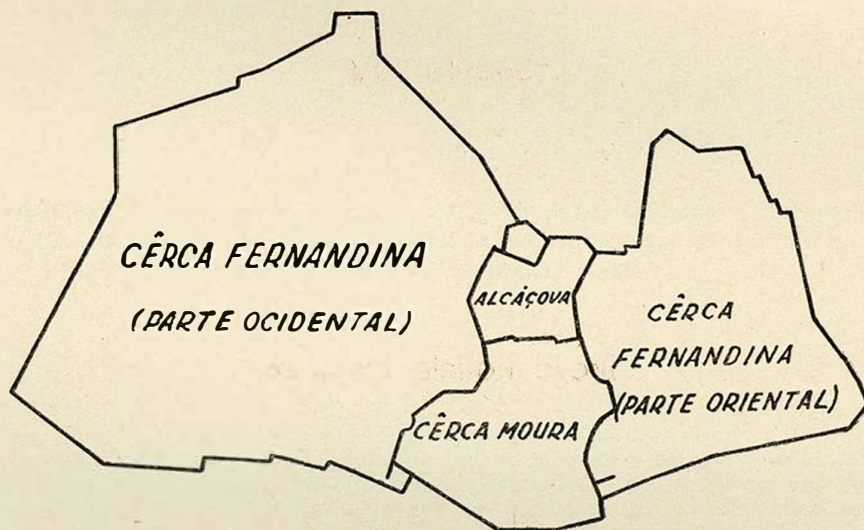 CÊRCA FERNANDINA
(PARTE OCIDENTAL)
ALCÁÇOVA
CÊRCA MOURA
CÊRCA
FERNANDINA
(PARTE ORIENTAL)